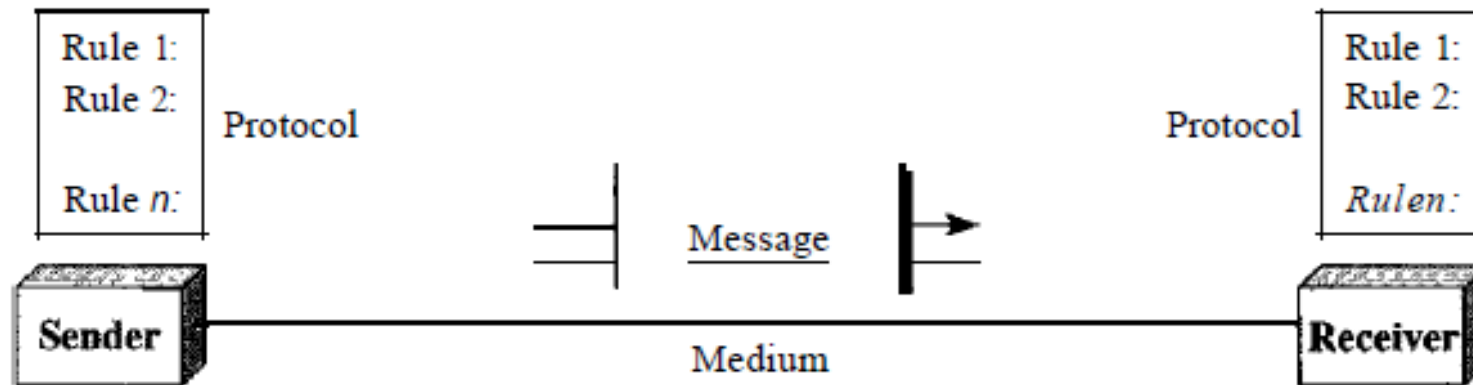 Rule 1:
Rule 2:
Rule n:
Protocol
Protocol
Rule 1:
Rule 2:
Rulen:
Message
Sender
Medium
Receiver